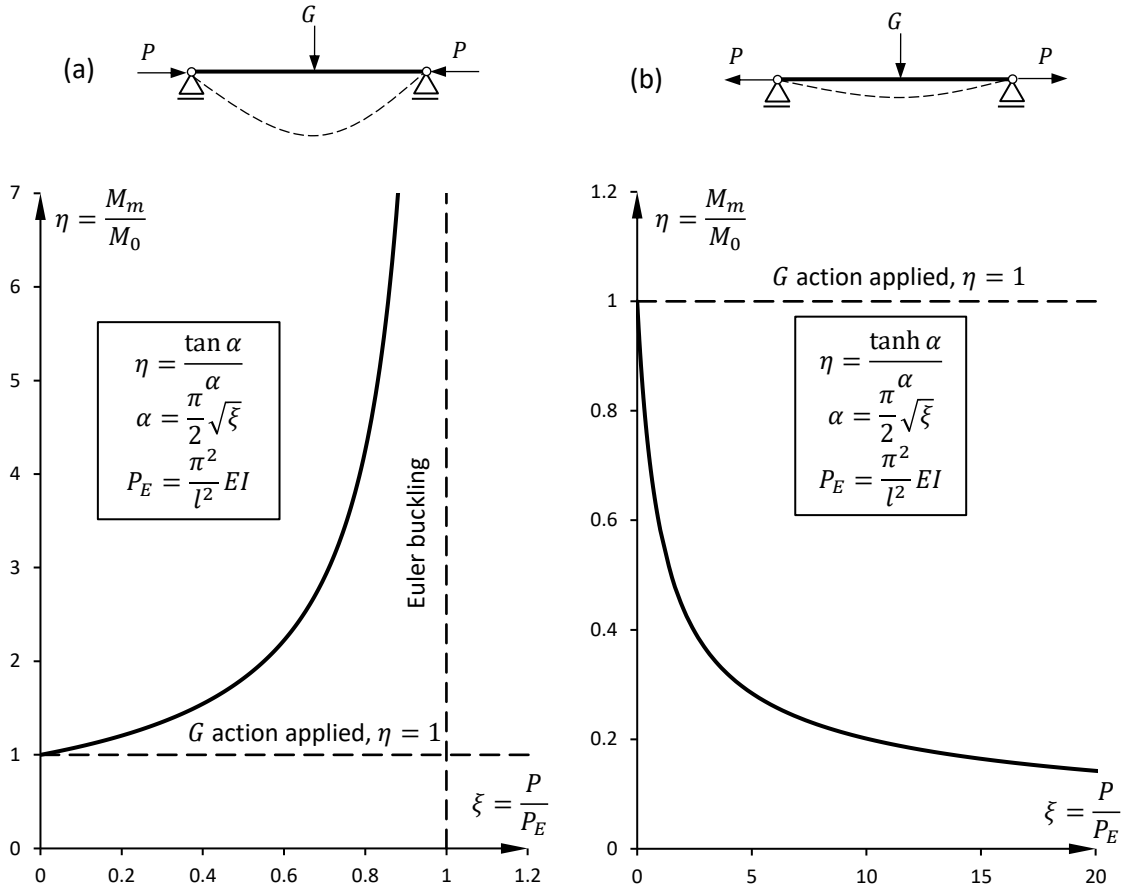 (a)
P
G
P
7
6
5
4
3
2
1
0
η = M_m/M_0
η = tan α/α
α = π/2 √ξ
P_E = π²/l² EI
Euler buckling
G action applied, η = 1
ξ = P/P_E
0 0.2 0.4 0.6 0.8 1 1.2
(b)
P
G
P
1.2
1
0.8
0.6
0.4
0.2
0
η = M_m/M_0
G action applied, η = 1
η = tanh α/α
α = π/2 √ξ
P_E = π²/l² EI
ξ = P/P_E
0 5 10 15 20